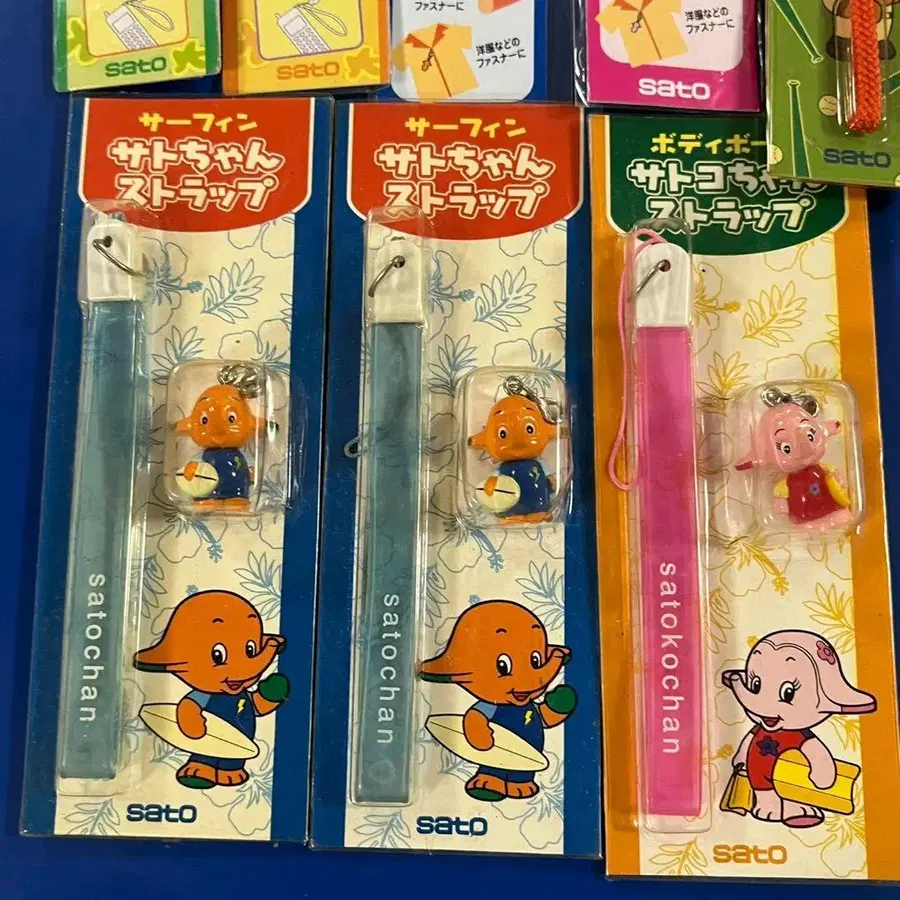 sato
sato
ファスナーに
洋服などの
ファスナーに
洋服などの
ファスナーに
sato
sato
サーフィン
サトちゃん
ストラップ
satochan
sato
サーフィン
サトちゃん
ストラップ
satochan
sato
ボディボー
サトコちゃん
ストラップ
satokochan
sato